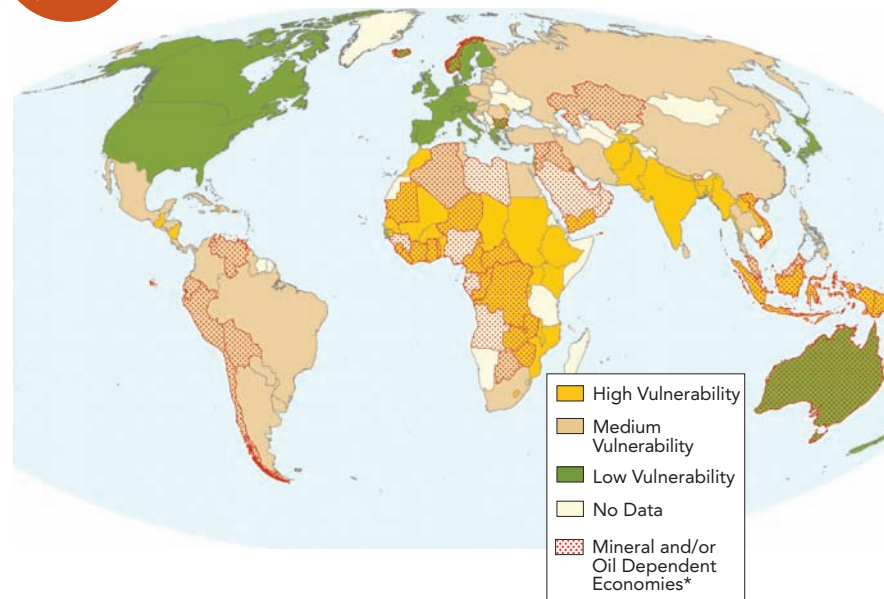 High Vulnerability
Medium
Vulnerability
Low Vulnerability
No Data
Mineral and/or
Oil Dependent
Economies*